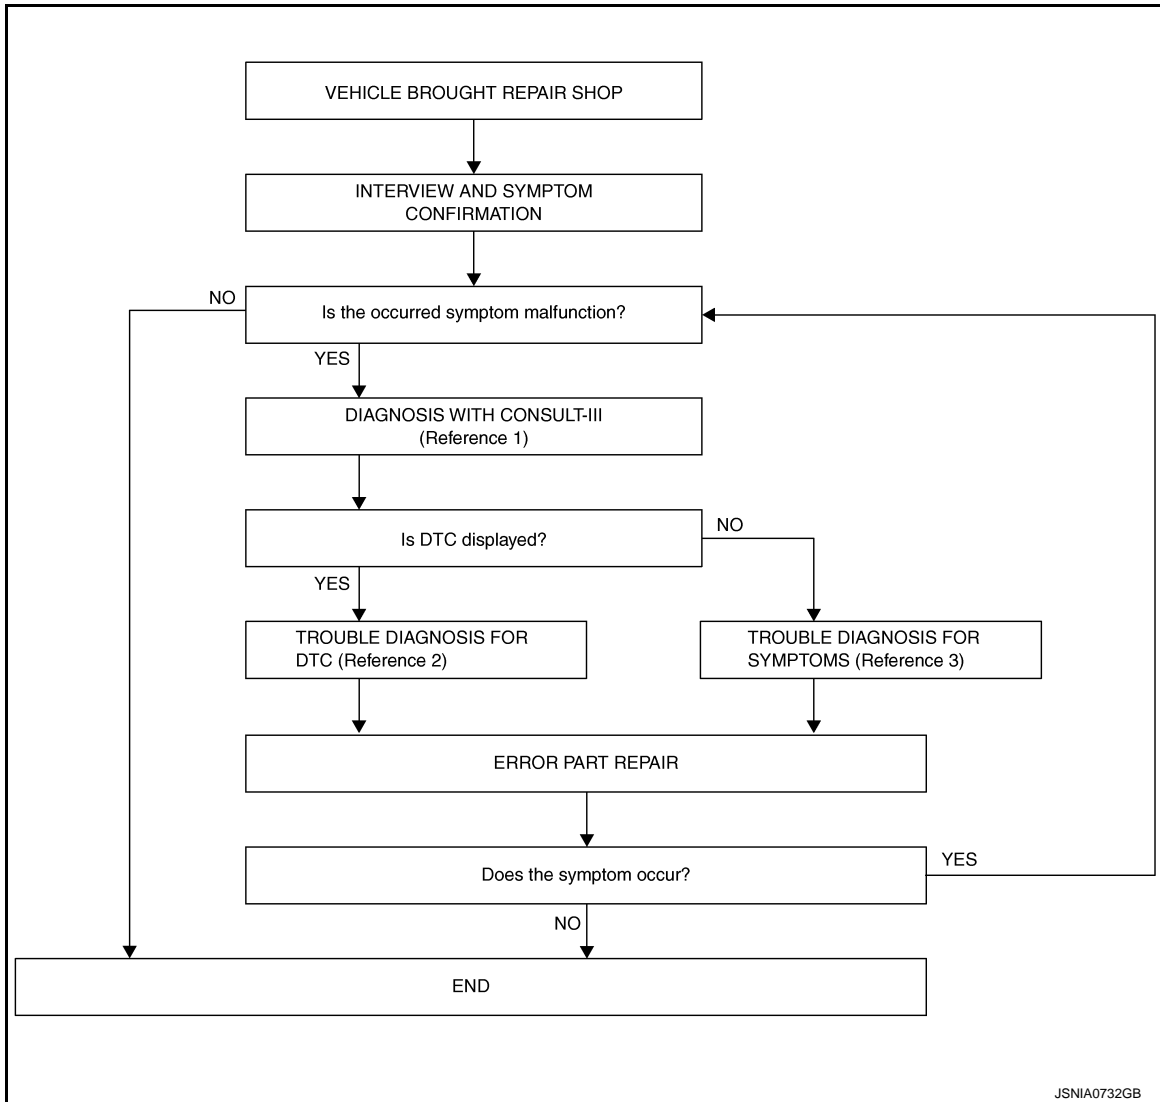 VEHICLE BROUGHT REPAIR SHOP
INTERVIEW AND SYMPTOM
CONFIRMATION
NO
Is the occurred symptom malfunction?
YES
DIAGNOSIS WITH CONSULT-III
(Reference 1)
Is DTC displayed?
NO
YES
TROUBLE DIAGNOSIS FOR
DTC (Reference 2)
TROUBLE DIAGNOSIS FOR
SYMPTOMS (Reference 3)
ERROR PART REPAIR
Does the symptom occur?
YES
NO
END
JSNIA0732GB